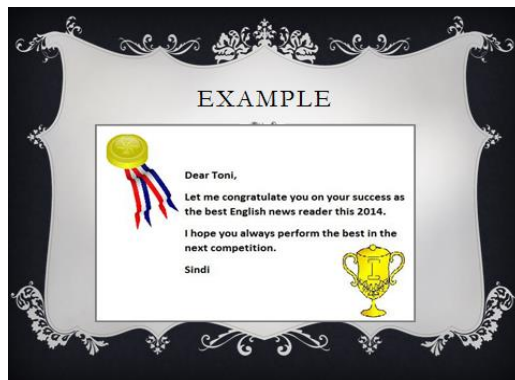 EXAMPLE
Dear Toni,
Let me congratulate you on your success as
the best English news reader this 2014.
I hope you always perform the best in the
next competition.
Sindi